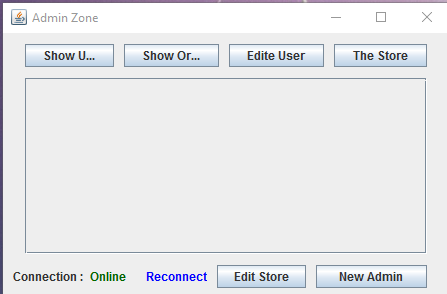 Admin Zone
Show U... Show Or... Edite User The Store
Connection : Online Reconnect Edit Store New Admin